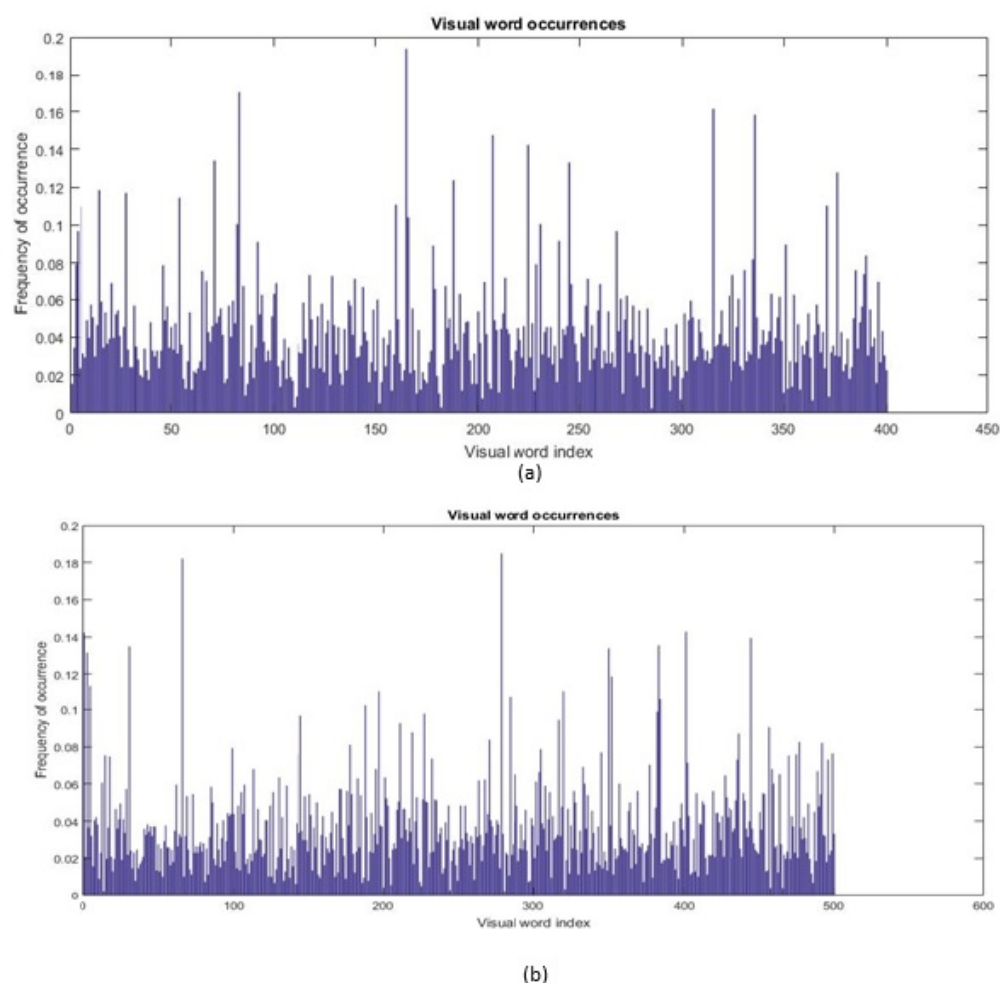 Visual word occurrences
0.2
0.18
0.16
0.14
0.12
0.1
0.08
0.06
0.04
0.02
0
Frequency of occurrence
0 50 100 150 200 250 300 350 400 450
Visual word index
(a)
Visual word occurrences
0.2
0.18
0.16
0.14
0.12
0.1
0.08
0.06
0.04
0.02
0
Frequency of occurrence
0 100 200 300 400 500 600
Visual word index
(b)